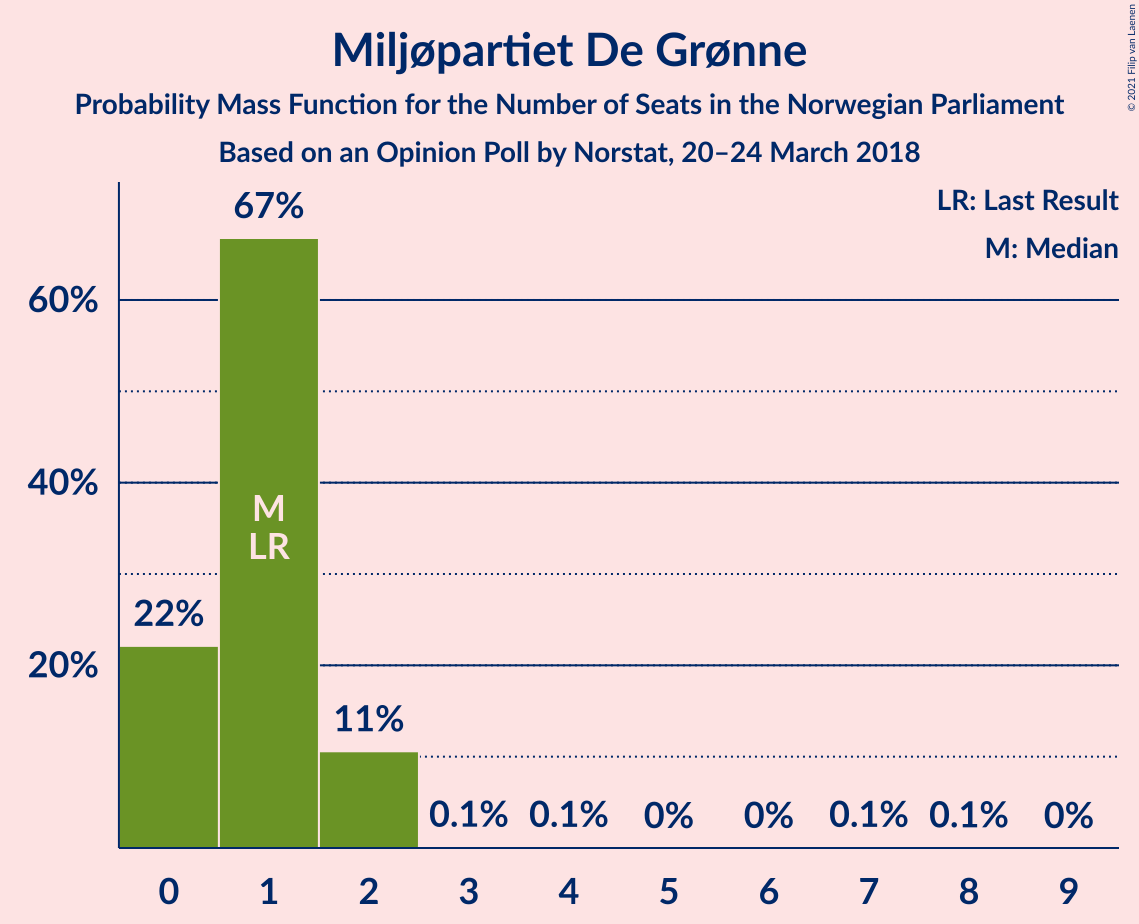 Miljøpartiet De Grønne
Probability Mass Function for the Number of Seats in the Norwegian Parliament
Based on an Opinion Poll by Norstat, 20–24 March 2018
© 2021 Filip van Laenen
LR: Last Result
M: Median
67%
60%
40%
M
LR
22%
20%
11%
0.1% 0.1% 0% 0% 0.1% 0.1% 0%
0 1 2 3 4 5 6 7 8 9